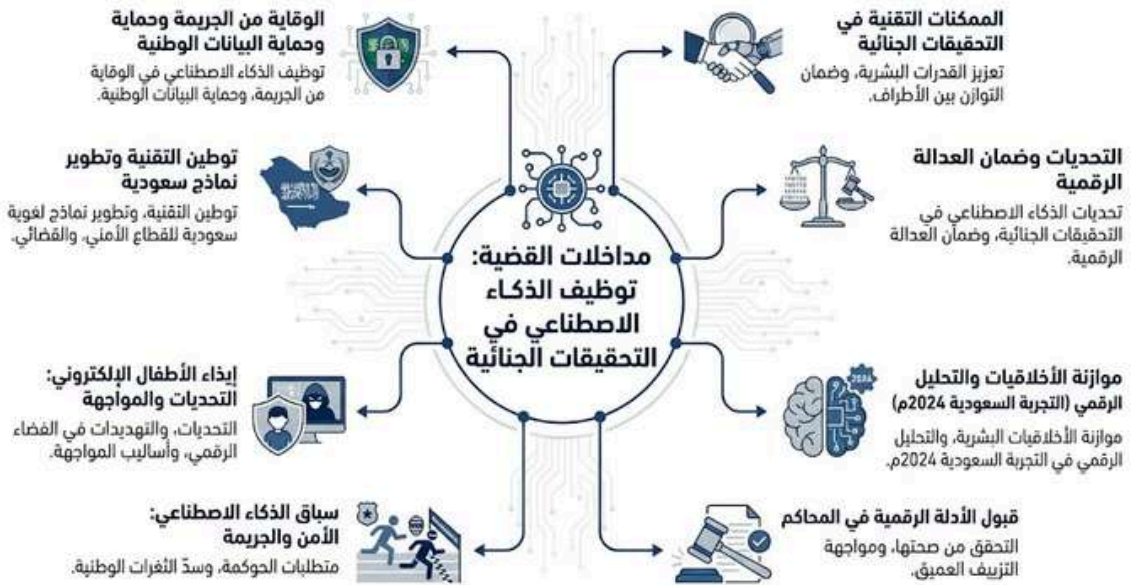 الممكنات التقنية في
التحقيقات الجنائية
تعزيز القدرات البشرية، وضمان
التوازن بين الأطراف.
التحديات وضمان العدالة
الرقمية
تحديات الذكاء الاصطناعي في
التحقيقات الجنائية، وضمان العدالة
الرقمية.
موازنة الأخلاقيات والتحليل
الرقمي (التجربة السعودية 2024م)
موازنة الأخلاقيات البشرية، والتحليل
الرقمي في التجربة السعودية 2024م.
2024
قبول الأدلة الرقمية في المحاكم
التحقق من صحتها، ومواجهة
التزييف العميق.
مداخلات القضية:
توظيف الذكاء
الاصطناعي في
التحقيقات الجنائية
الوقاية من الجريمة وحماية
وحماية البيانات الوطنية
توظيف الذكاء الاصطناعي في الوقاية
من الجريمة، وحماية البيانات الوطنية.
توطين التقنية وتطوير
نماذج سعودية
توطين التقنية، وتطوير نماذج لغوية
سعودية للقطاع الأمني، والقضائي.
إيذاء الأطفال الإلكتروني:
التحديات والمواجهة
التحديات، والتهديدات في الفضاء
الرقمي، وأساليب المواجهة.
سباق الذكاء الاصطناعي:
الأمن والجريمة
متطلبات الحوكمة، وسدّ الثغرات الوطنية.